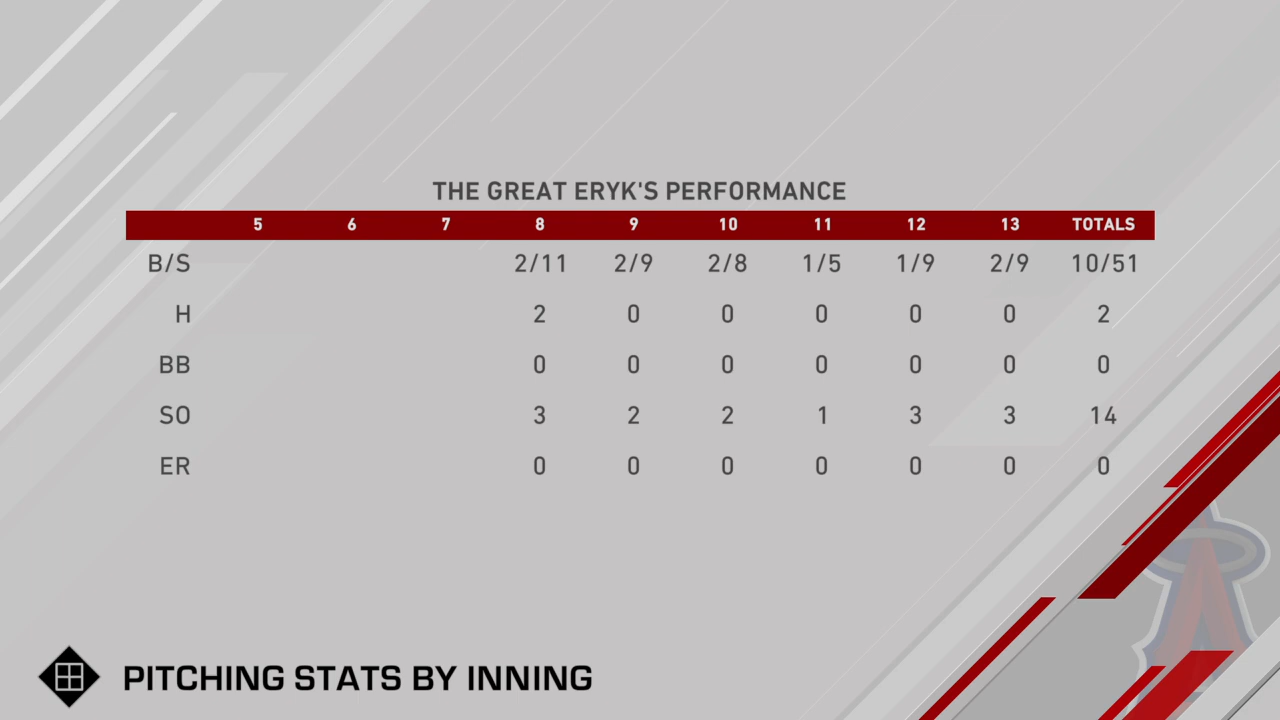 THE GREAT ERYK'S PERFORMANCE
5 6 7 8 9 10 11 12 13 TOTALS
B/S 2/11 2/9 2/8 1/5 1/9 2/9 10/51
H 2 0 0 0 0 0 2
BB 0 0 0 0 0 0 0
SO 3 2 2 1 3 3 14
ER 0 0 0 0 0 0 0
PITCHING STATS BY INNING